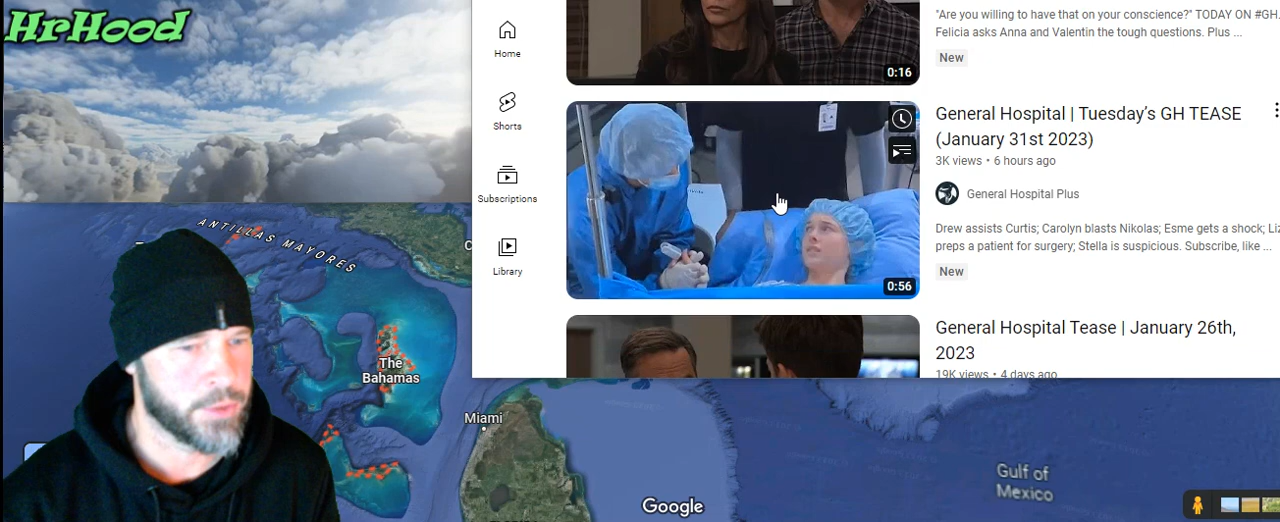 HrHood
Home
Shorts
Subscriptions
Library
0:16
"Are you willing to have that on your conscience?" TODAY ON #GH.
Felicia asks Anna and Valentin the tough questions. Plus ...
New
0:56
General Hospital | Tuesday’s GH TEASE
(January 31st 2023)
3K views • 6 hours ago
General Hospital Plus
Drew assists Curtis; Carolyn blasts Nikolas; Esme gets a shock; Liz
preps a patient for surgery; Stella is suspicious. Subscribe, like ...
New
General Hospital Tease | January 26th,
2023
19K views • 4 days ago
ANTILLAS MAYORES
The
Bahamas
Miami
Gulf of
Mexico
Google